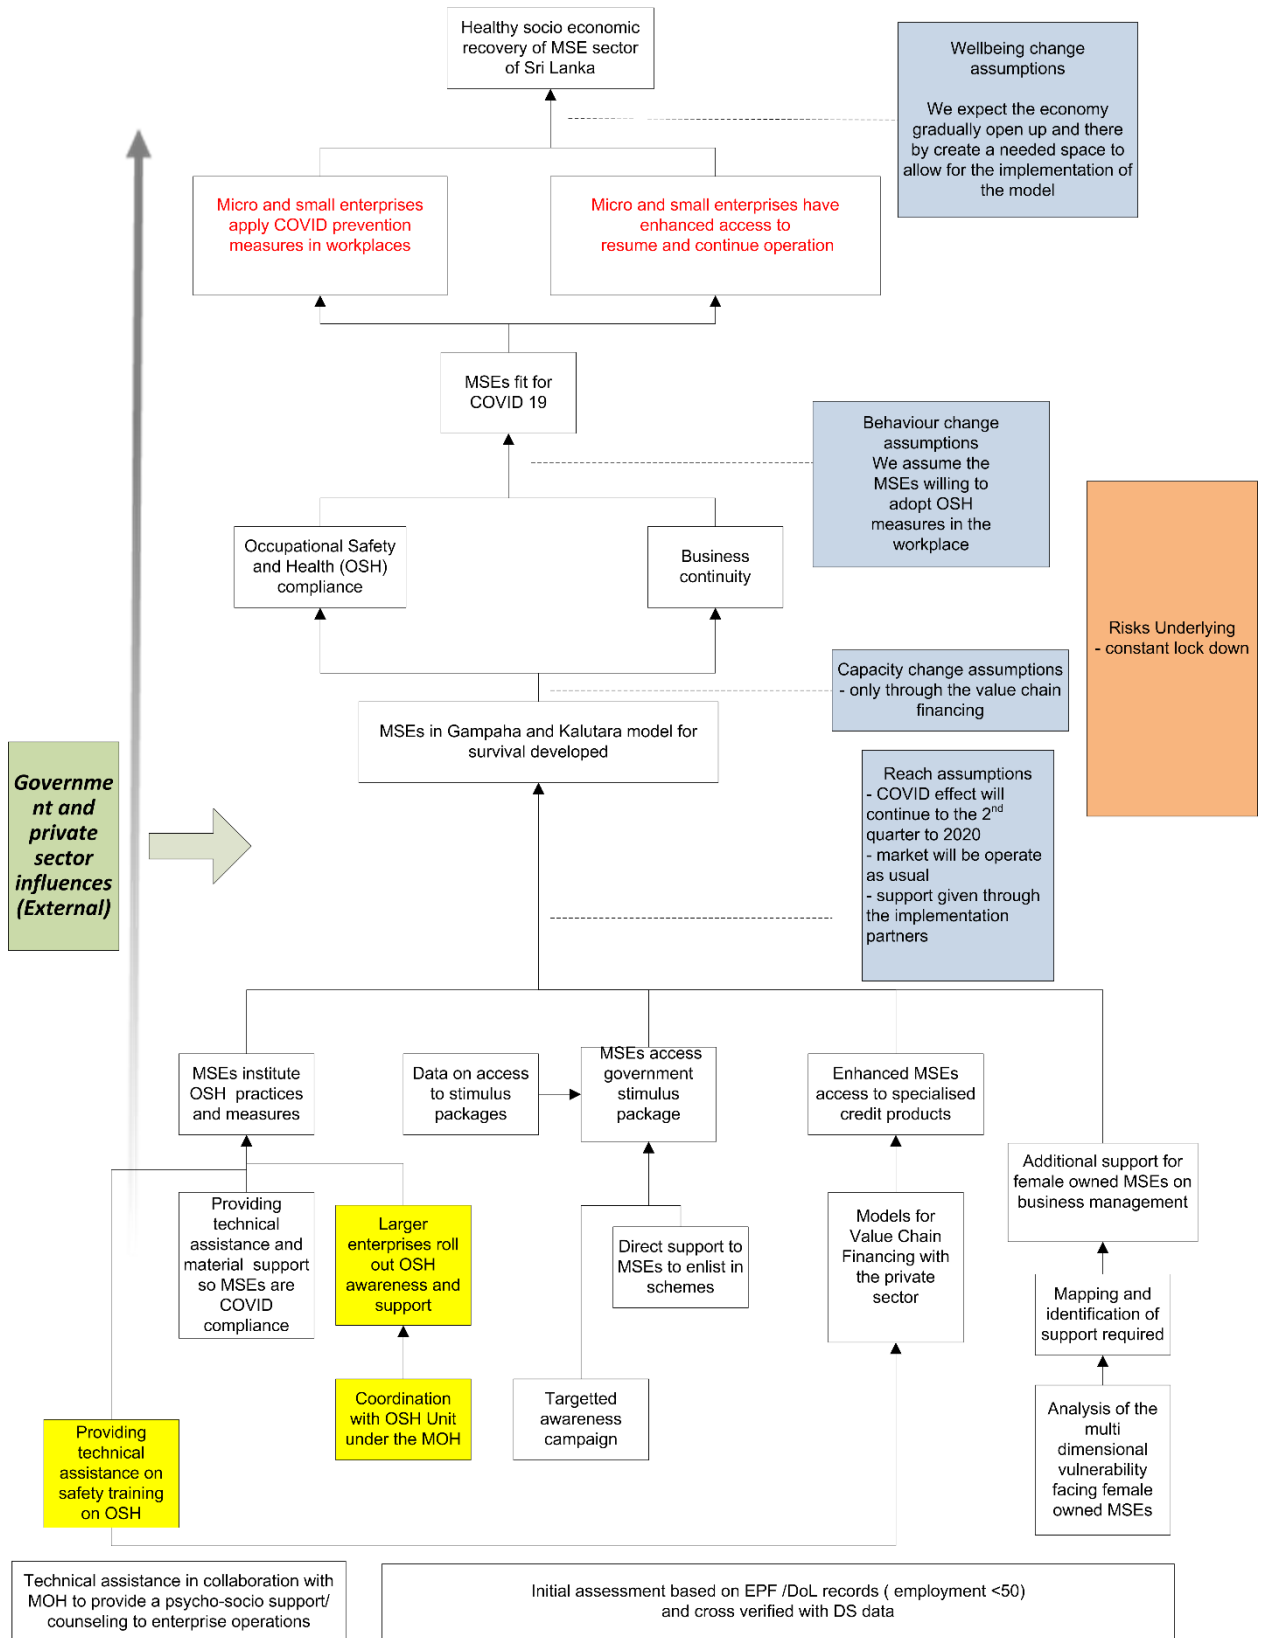 Healthy socio economic
recovery of MSE sector
of Sri Lanka
Wellbeing change
assumptions
We expect the economy
gradually open up and there
by create a needed space to
allow for the implementation of
the model
Micro and small enterprises
apply COVID prevention
measures in workplaces
Micro and small enterprises have
enhanced access to
resume and continue operation
MSEs fit for
COVID 19
Behaviour change
assumptions
We assume the
MSEs willing to
adopt OSH
measures in the
workplace
Occupational Safety
and Health (OSH)
compliance
Business
continuity
Risks Underlying
- constant lock down
Capacity change assumptions
- only through the value chain
financing
MSEs in Gampaha and Kalutara model for
survival developed
Governme
nt and
private
sector
influences
(External)
Reach assumptions
- COVID effect will
continue to the 2nd
quarter to 2020
- market will be operate
as usual
- support given through
the implementation
partners
MSEs institute
OSH practices
and measures
Data on access
to stimulus
packages
MSEs access
government
stimulus
package
Enhanced MSEs
access to specialised
credit products
Additional support for
female owned MSEs on
business management
Providing
technical
assistance and
material support
so MSEs are
COVID
compliance
Larger
enterprises roll
out OSH
awareness and
support
Direct support to
MSEs to enlist in
schemes
Models for
Value Chain
Financing with
the private
sector
Mapping and
identification of
support required
Providing
technical
assistance on
safety training
on OSH
Coordination
with OSH Unit
under the MOH
Targetted
awareness
campaign
Analysis of the
multi
dimensional
vulnerability
facing female
owned MSEs
Technical assistance in collaboration with
MOH to provide a psycho-socio support/
counseling to enterprise operations
Initial assessment based on EPF /DoL records ( employment <50)
and cross verified with DS data